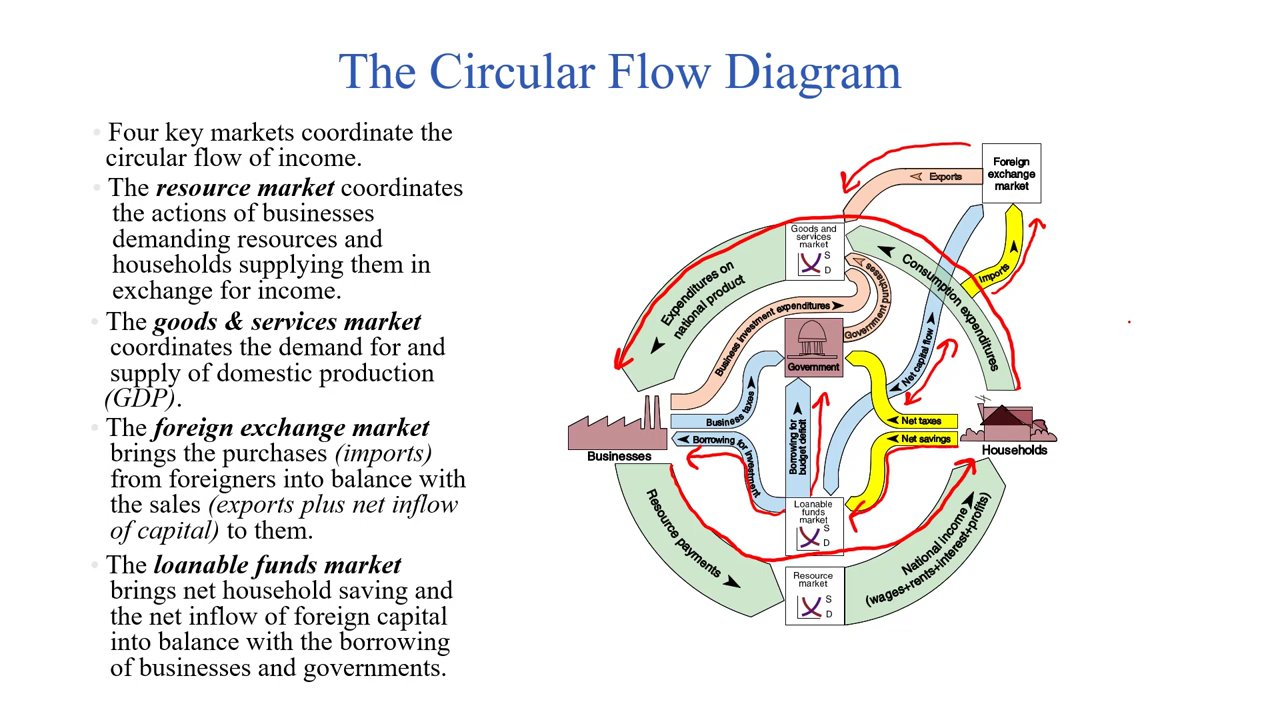 The Circular Flow Diagram
• Four key markets coordinate the
circular flow of income.
• The resource market coordinates
the actions of businesses
demanding resources and
households supplying them in
exchange for income.
• The goods & services market
coordinates the demand for and
supply of domestic production
(GDP).
• The foreign exchange market
brings the purchases (imports)
from foreigners into balance with
the sales (exports plus net inflow
of capital) to them.
• The loanable funds market
brings net household saving and
the net inflow of foreign capital
into balance with the borrowing
of businesses and governments.
Foreign
exchange
market
Exports
Goods and
services
market
S
D
Expenditures on
national product
Consumption expenditures
Imports
Government purchases
Business investment expenditures
Government
Net capital flow
Business taxes
Net taxes
Borrowing for investment
Borrowing for
budget deficit
Net savings
Businesses
Households
Loanable
funds
market
S
D
Resource payments
Resource
market
S
D
National income
(wages+rents+interest+profits)